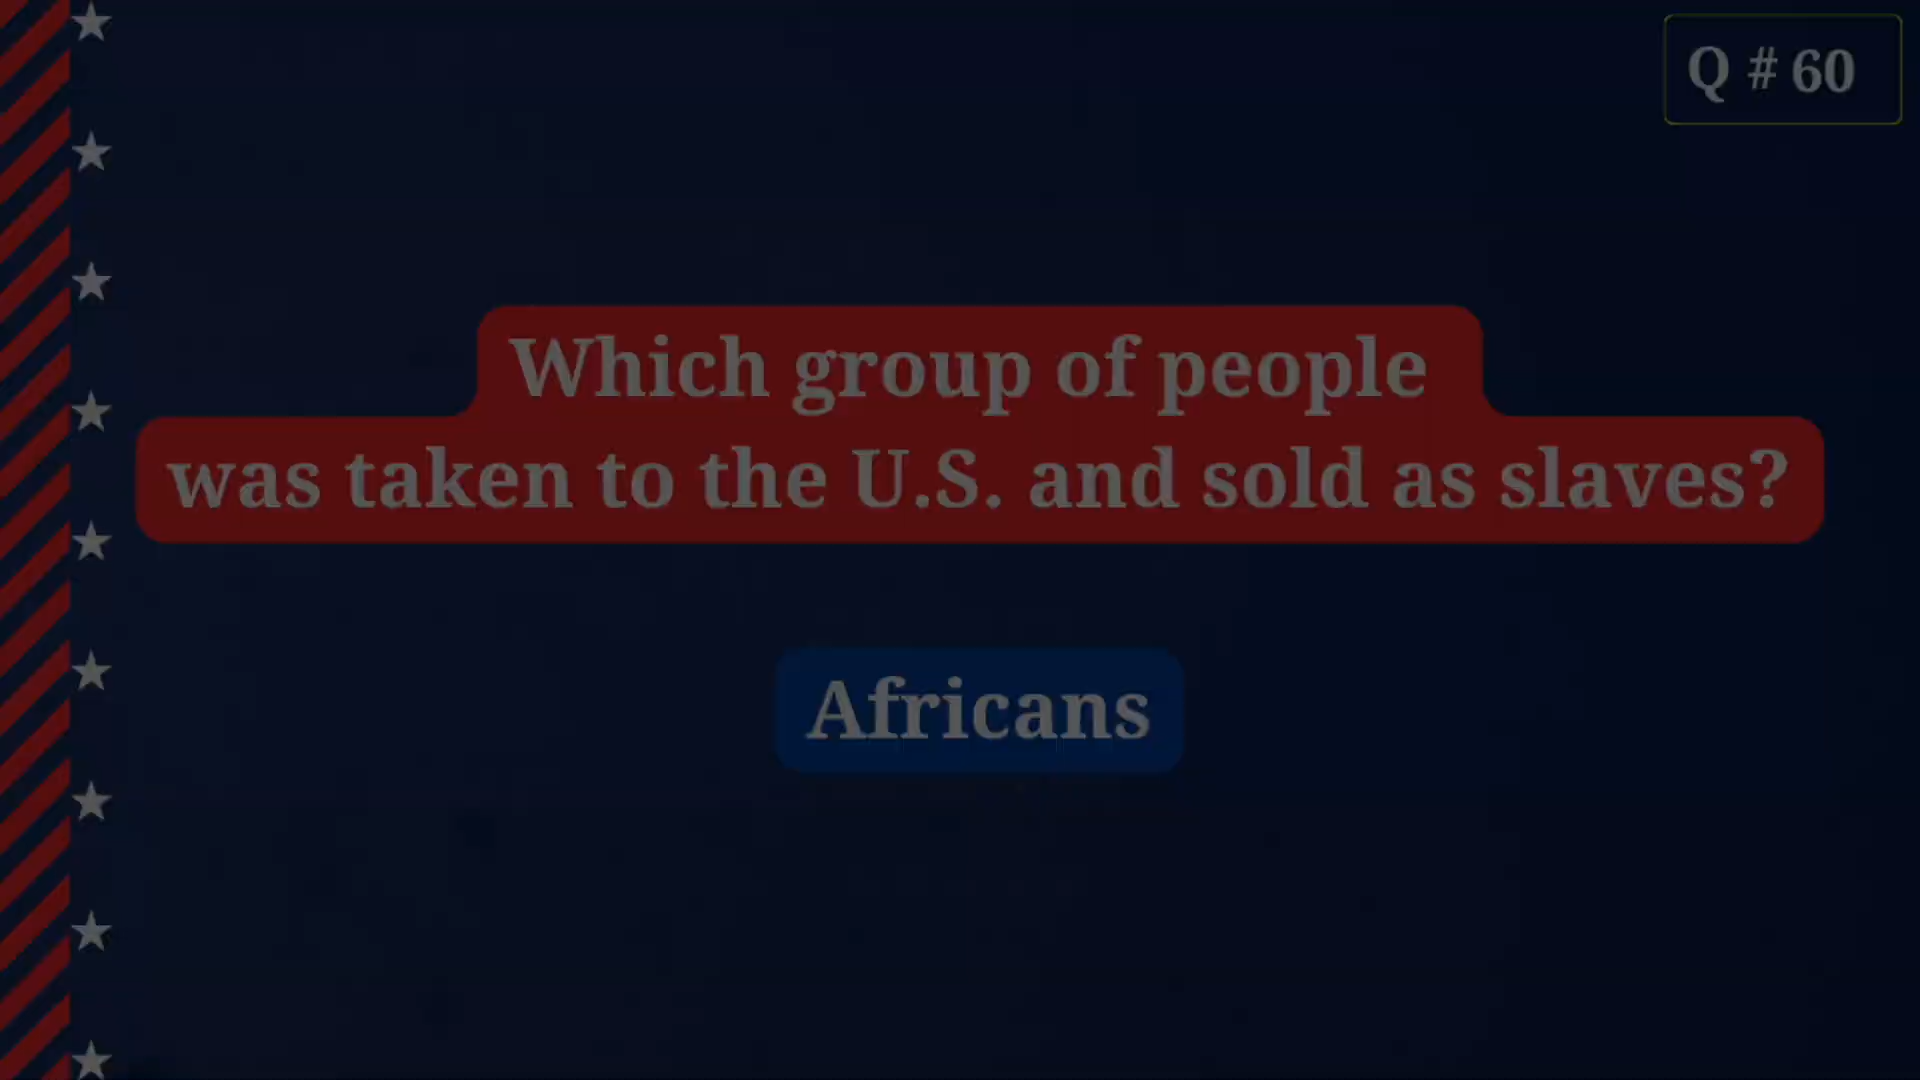 Q # 60
Which group of people
was taken to the U.S. and sold as slaves?
Africans